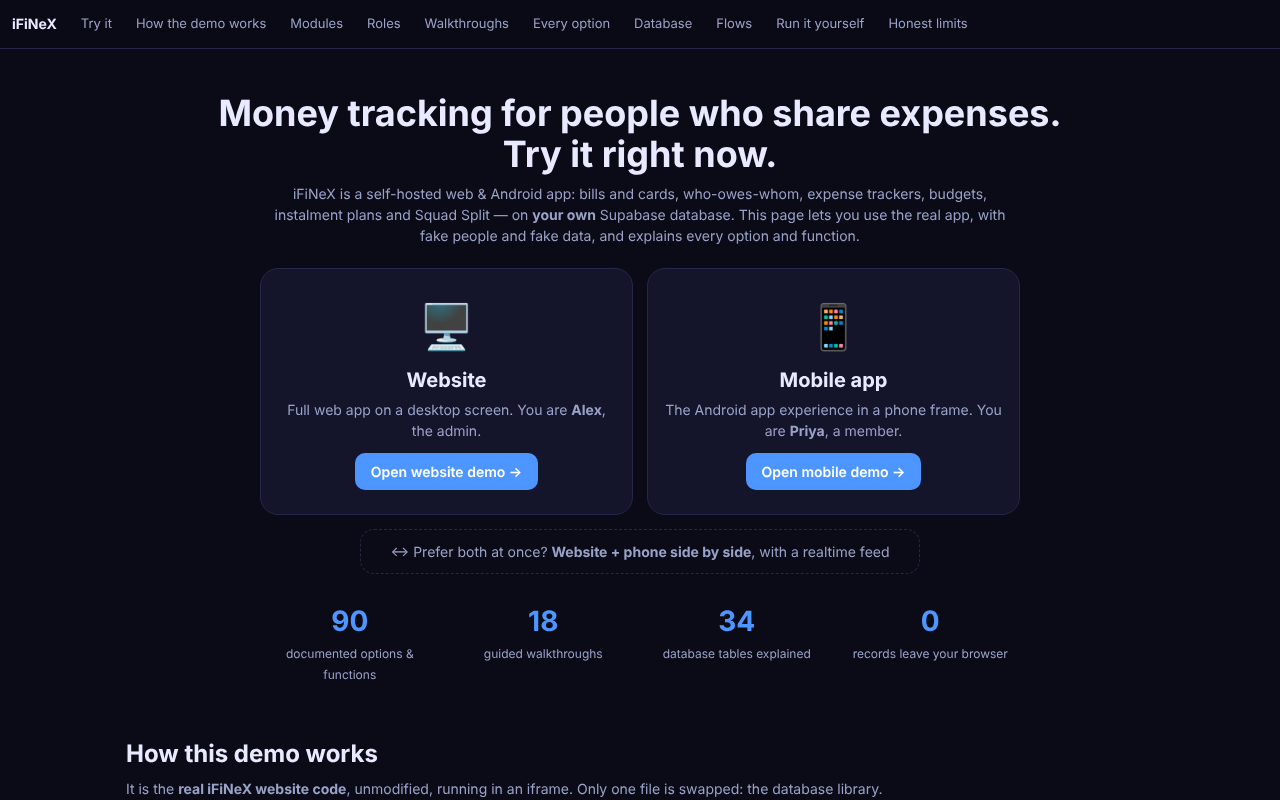 iFiNeX Try it How the demo works Modules Roles Walkthroughs Every option Database Flows Run it yourself Honest limits
Money tracking for people who share expenses.
Try it right now.
iFiNeX is a self-hosted web & Android app: bills and cards, who-owes-whom, expense trackers, budgets,
instalment plans and Squad Split — on your own Supabase database. This page lets you use the real app, with
fake people and fake data, and explains every option and function.
Website
Full web app on a desktop screen. You are Alex,
the admin.
Open website demo →
Mobile app
The Android app experience in a phone frame. You
are Priya, a member.
Open mobile demo →
↔ Prefer both at once? Website + phone side by side, with a realtime feed
90
documented options &
functions
18
guided walkthroughs
34
database tables explained
0
records leave your browser
How this demo works
It is the real iFiNeX website code, unmodified, running in an iframe. Only one file is swapped: the database library.